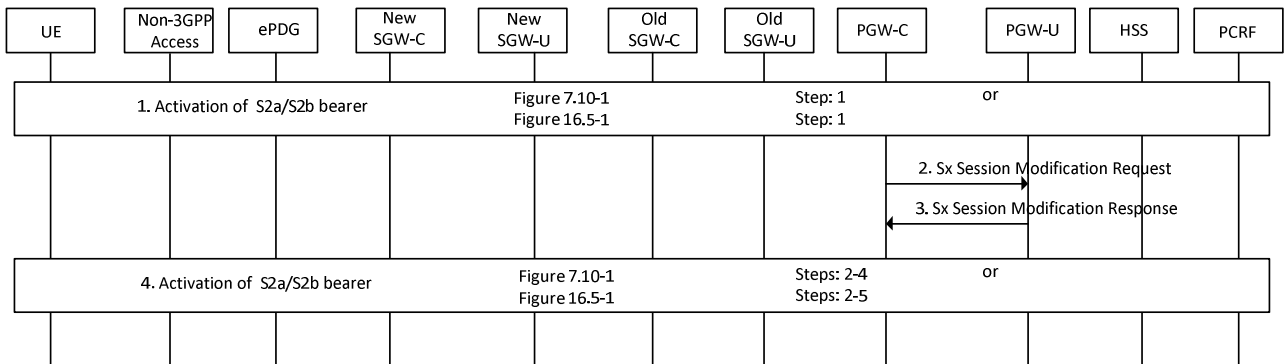 UE
Non-3GPP
Access
ePDG
New
SGW-C
New
SGW-U
Old
SGW-C
Old
SGW-U
PGW-C
PGW-U
HSS
PCRF
1. Activation of S2a/S2b bearer
Figure 7.10-1 Step: 1 or
Figure 16.5-1 Step: 1
2. Sx Session Modification Request
3. Sx Session Modification Response
4. Activation of S2a/S2b bearer
Figure 7.10-1 Steps: 2-4 or
Figure 16.5-1 Steps: 2-5